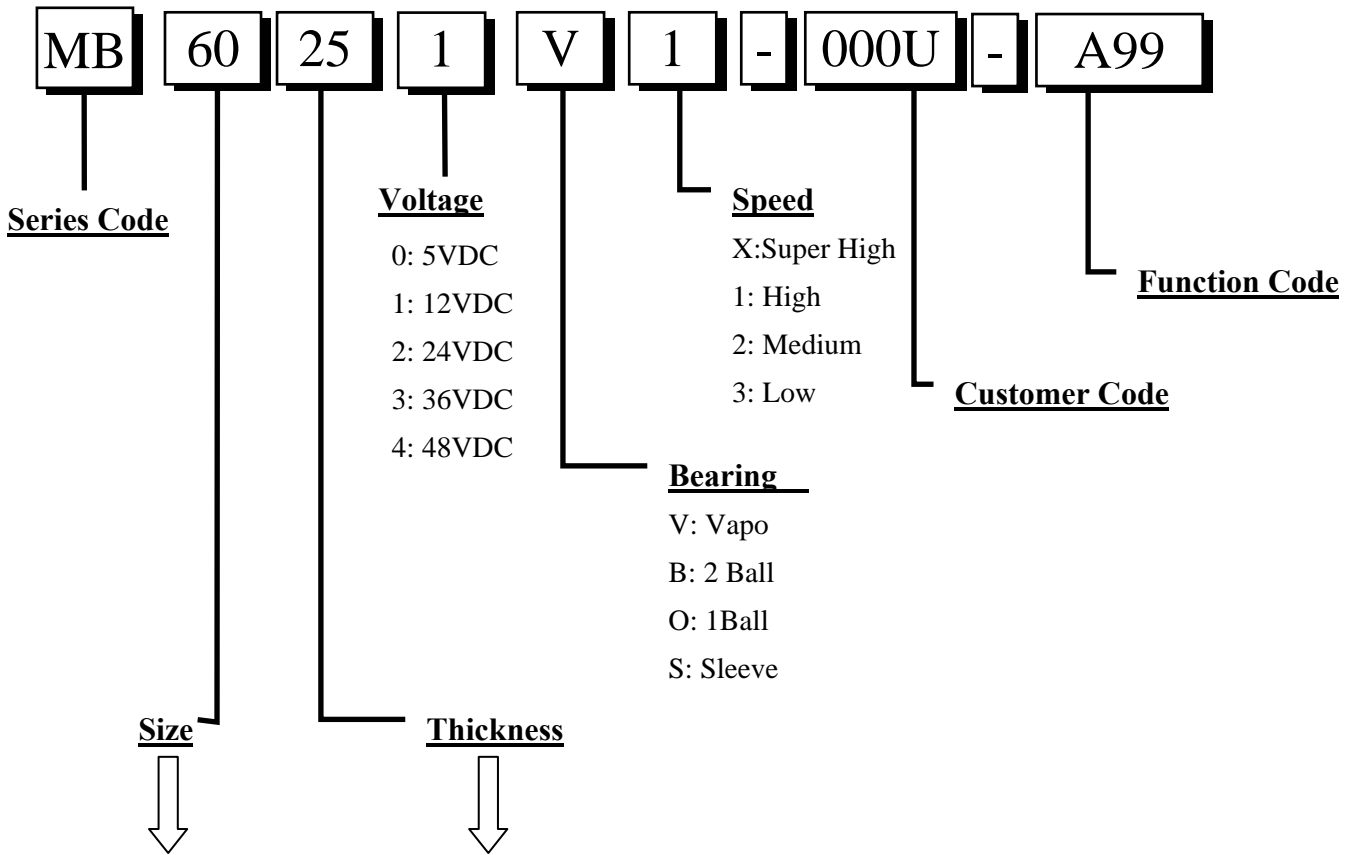 MB 60 25 1 V 1 - 000U - A99
Series Code
Voltage
0: 5VDC
1: 12VDC
2: 24VDC
3: 36VDC
4: 48VDC
Speed
X:Super High
1: High
2: Medium
3: Low
Function Code
Customer Code
Bearing
V: Vapo
B: 2 Ball
O: 1Ball
S: Sleeve
Size
Thickness